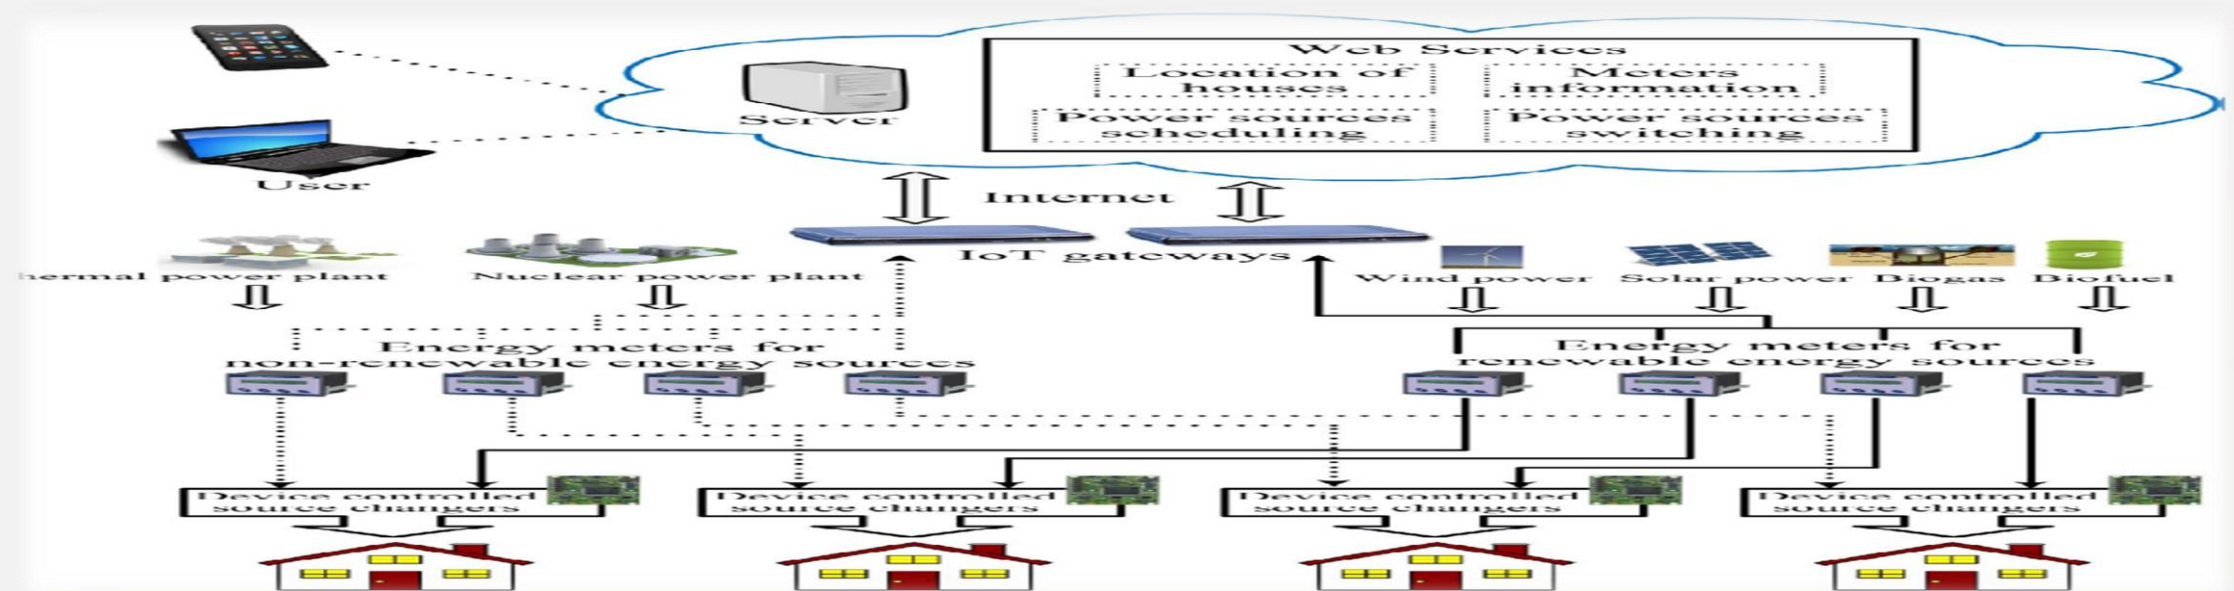 Web Services
Location of
houses
Meters
information
Power sources
scheduling
Power sources
switching
Server
User
Internet
IoT gateways
hermal power plant
Nuclear power plant
Wind power
Solar power
Biogas
Biofuel
Energy meters for
non-renewable energy sources
Energy meters for
renewable energy sources
Device controlled
source changers
Device controlled
source changers
Device controlled
source changers
Device controlled
source changers